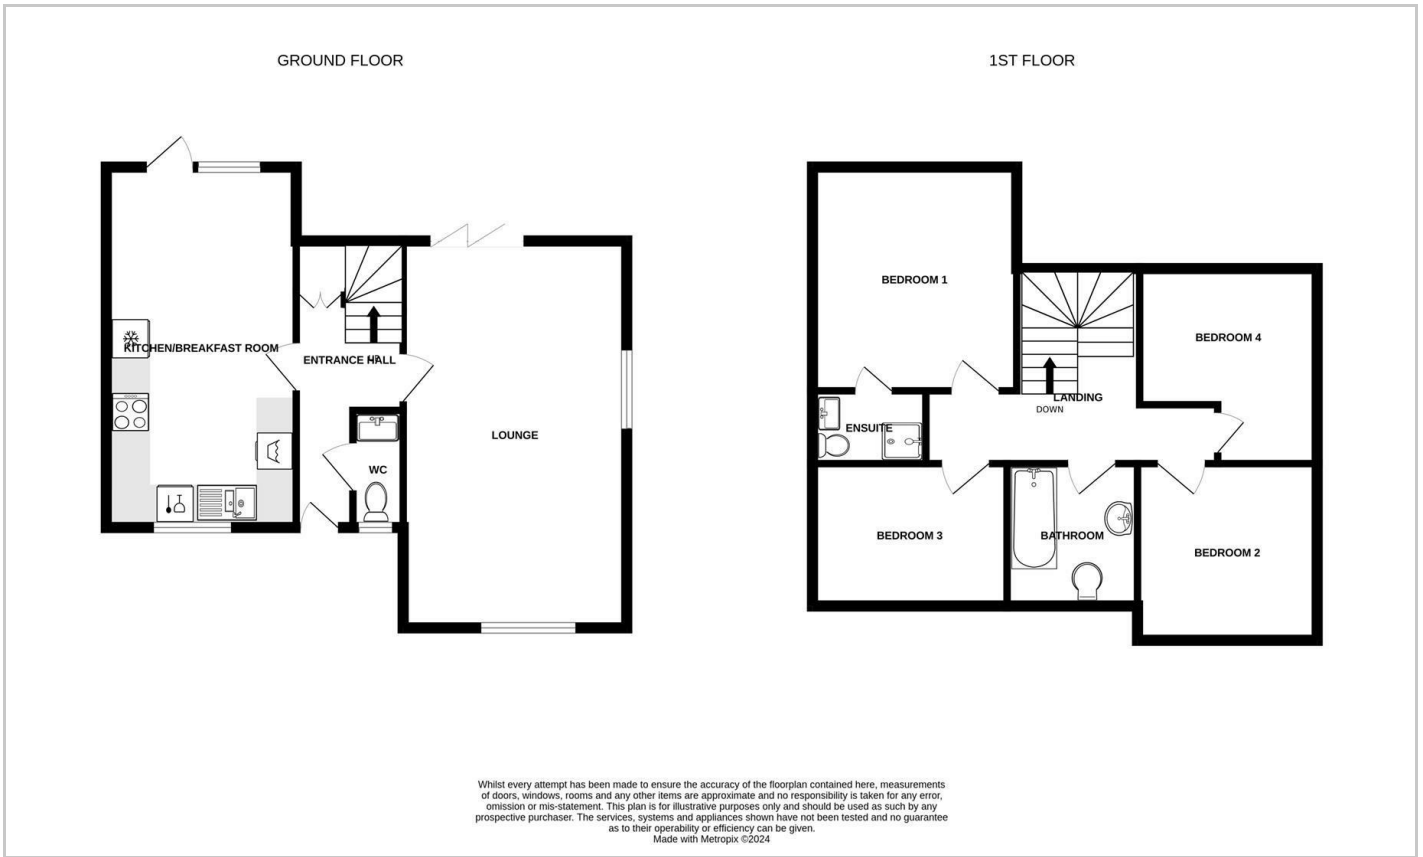 GROUND FLOOR
1ST FLOOR
KITCHEN/BREAKFAST ROOM
ENTRANCE HALL
LOUNGE
WC
BEDROOM 1
BEDROOM 4
LANDING
DOWN
ENSUITE
BEDROOM 3
BATHROOM
BEDROOM 2
Whilst every attempt has been made to ensure the accuracy of the floorplan contained here, measurements
of doors, windows, rooms and any other items are approximate and no responsibility is taken for any error,
omission or mis-statement. This plan is for illustrative purposes only and should be used as such by any
prospective purchaser. The services, systems and appliances shown have not been tested and no guarantee
as to their operability or efficiency can be given.
Made with Metropix ©2024